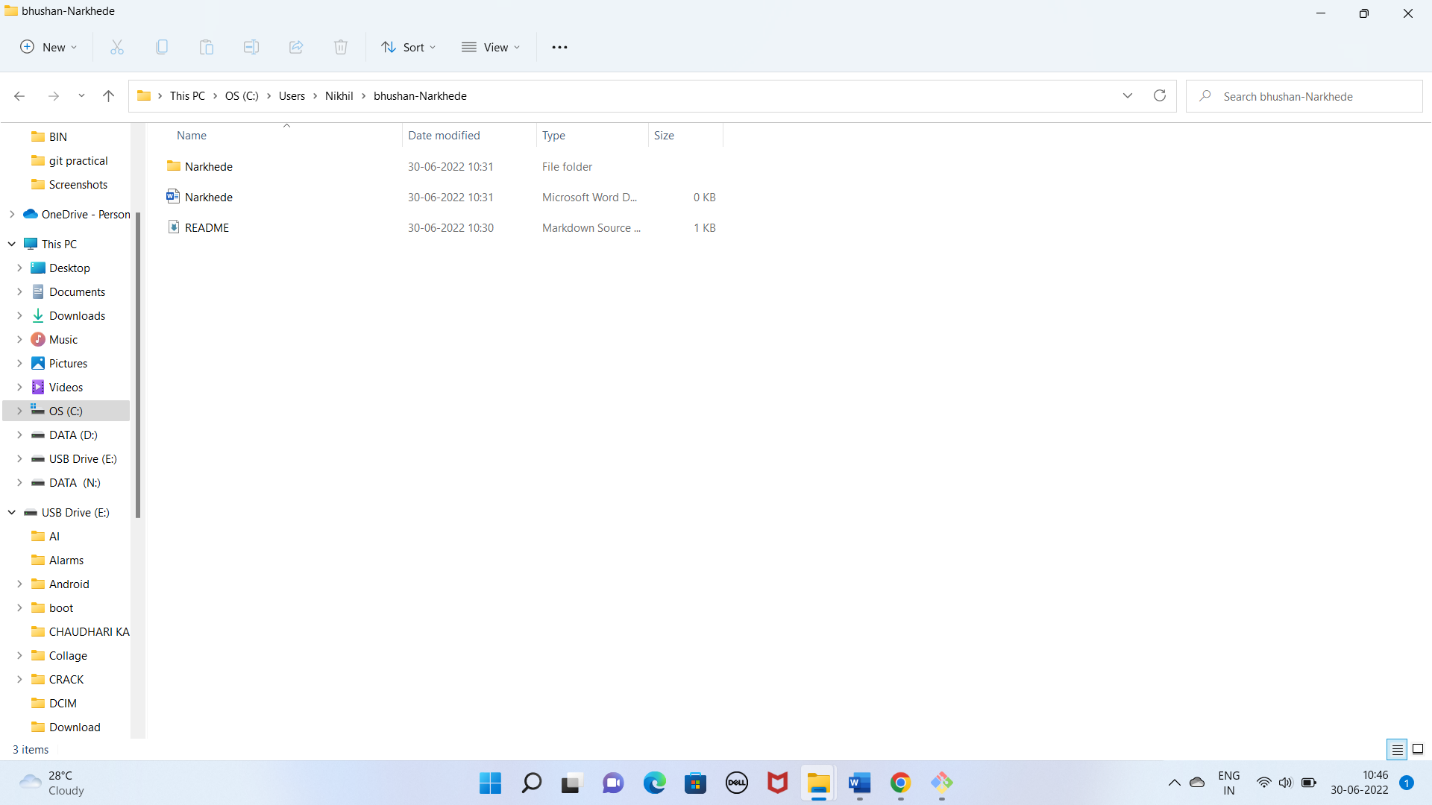 bhushan-Narkhede
New
Sort
View
This PC > OS (C:) > Users > Nikhil > bhushan-Narkhede
Search bhushan-Narkhede
Name Date modified Type Size
Narkhede 30-06-2022 10:31 File folder
Narkhede 30-06-2022 10:31 Microsoft Word D... 0 KB
README 30-06-2022 10:30 Markdown Source ... 1 KB
BIN
git practical
Screenshots
OneDrive - Person
This PC
Desktop
Documents
Downloads
Music
Pictures
Videos
OS (C:)
DATA (D:)
USB Drive (E:)
DATA (N:)
USB Drive (E:)
AI
Alarms
Android
boot
CHAUDHARI KA
Collage
CRACK
DCIM
Download
3 items
28°C
Cloudy
DELL
ENG
IN
10:46
30-06-2022
1